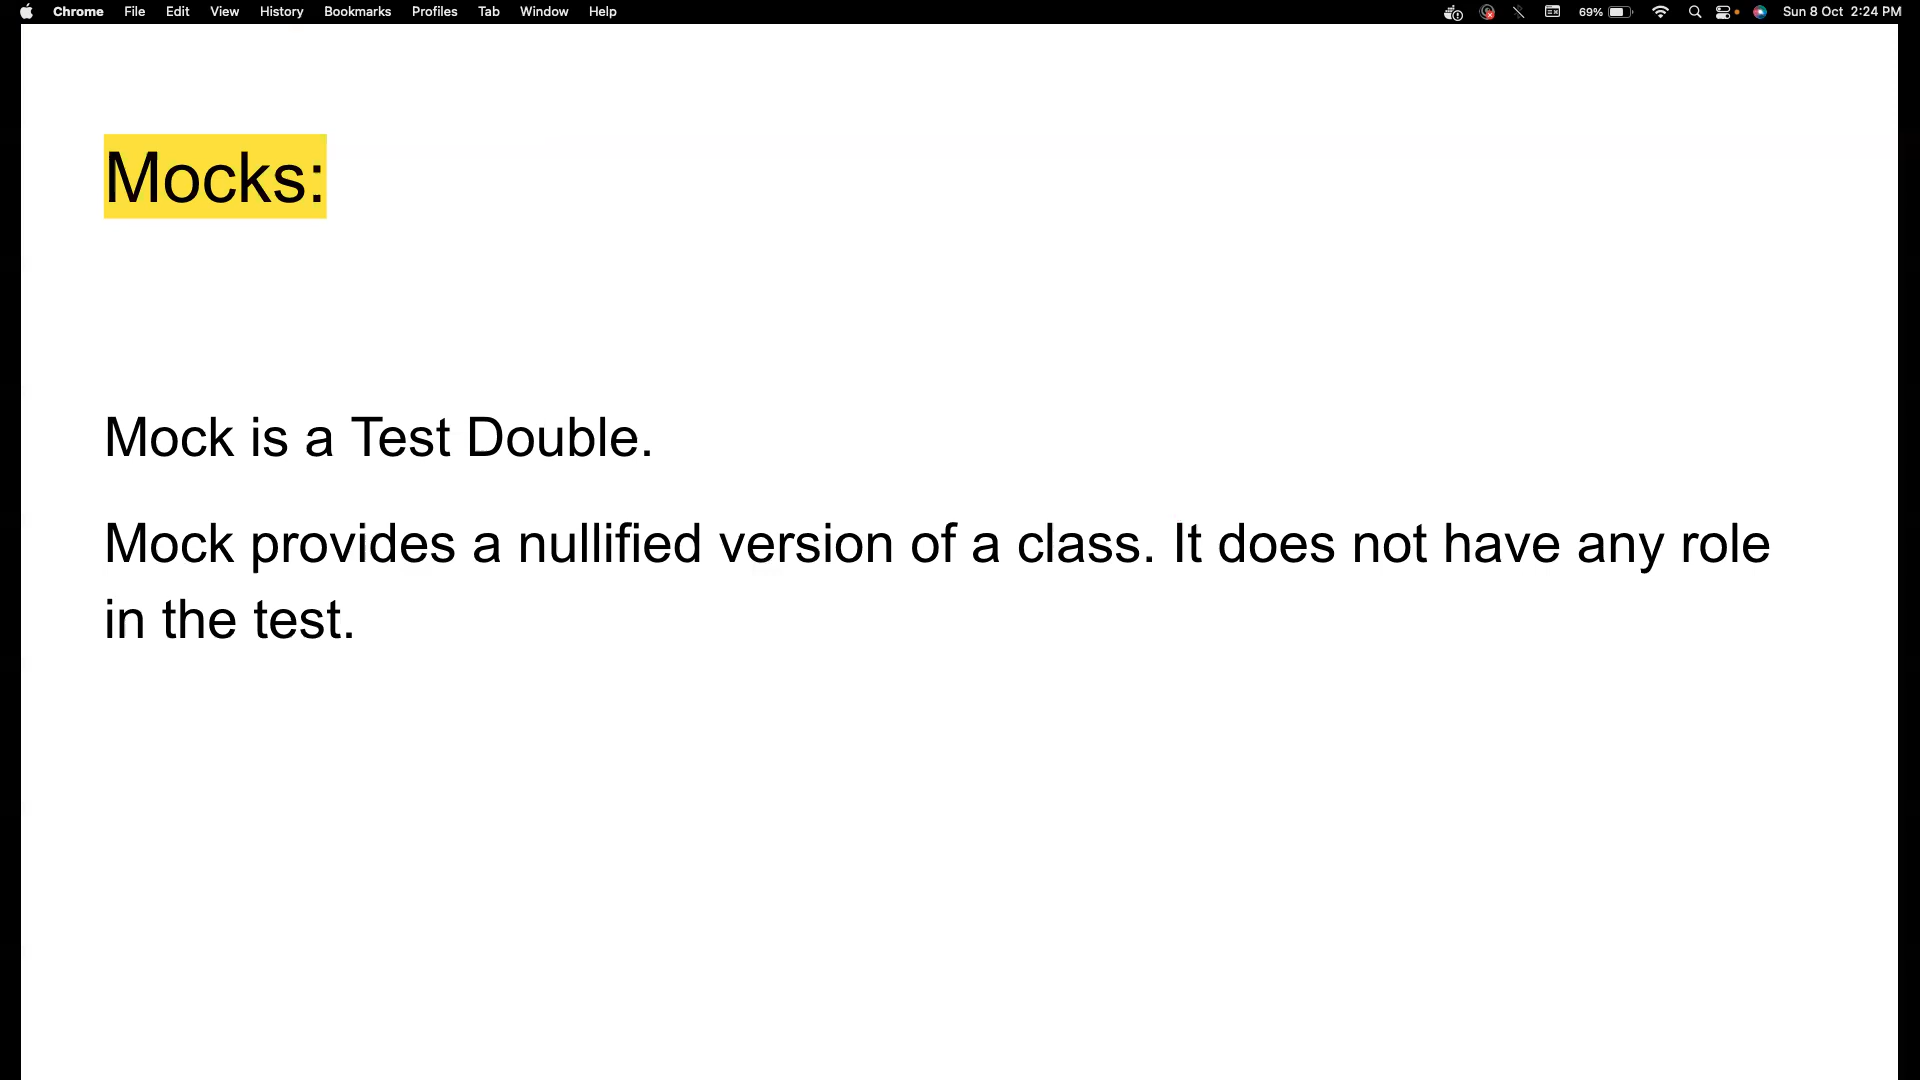 Chrome File Edit View History Bookmarks Profiles Tab Window Help 69% Sun 8 Oct 2:24 PM
Mocks:
Mock is a Test Double.
Mock provides a nullified version of a class. It does not have any role
in the test.